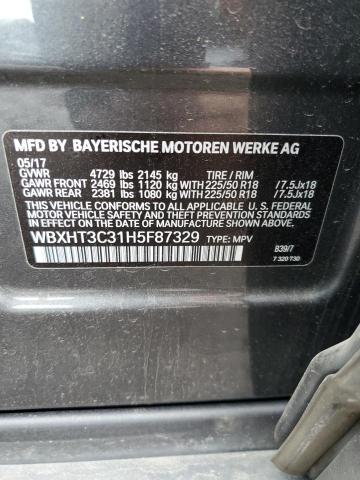 MFD BY BAYERISCHE MOTOREN WERKE AG
05/17
GVWR 4729 lbs 2145 kg TIRE / RIM
GAWR FRONT 2469 lbs 1120 kg WITH 225/50 R18 / 7.5Jx18
GAWR REAR 2381 lbs 1080 kg WITH 225/50 R18 / 7.5Jx18
THIS VEHICLE CONFORMS TO ALL APPLICABLE FEDERAL
MOTOR VEHICLE SAFETY, BUMPER, AND THEFT PREVENTION
STANDARDS IN EFFECT ON THE DATE OF MANUFACTURE SHOWN ABOVE.
WBXHT3C31H5F87329 TYPE: MPV
B39/7
7 320 730